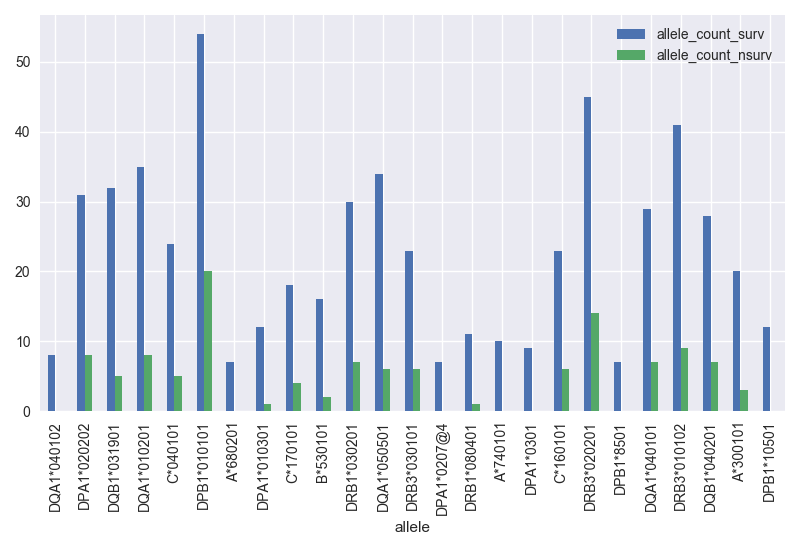 allele_count_surv
allele_count_nsurv
50
40
30
20
10
0
DQA1*040102
DPA1*020202
DQB1*031901
DQA1*010201
C*040101
DPB1*010101
A*680201
DPA1*010301
C*170101
B*530101
DRB1*030201
DQA1*050501
DRB3*030101
DPA1*0207@4
DRB1*080401
A*740101
DPA1*0301
C*160101
DRB3*020201
DPB1*8501
DQA1*040101
DRB3*010102
DQB1*040201
A*300101
DPB1*10501
allele